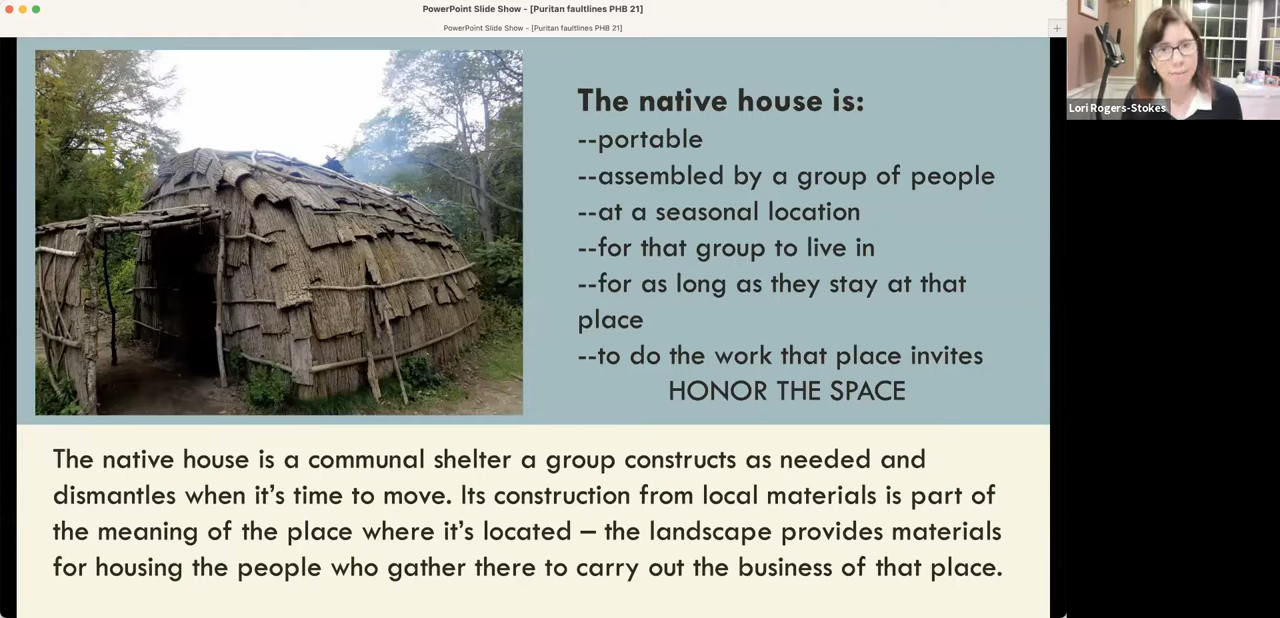 PowerPoint Slide Show - [Puritan faultlines PHB 21]
PowerPoint Slide Show - [Puritan faultlines PHB 21]
Lori Rogers-Stokes
The native house is:
--portable
--assembled by a group of people
--at a seasonal location
--for that group to live in
--for as long as they stay at that
place
--to do the work that place invites
HONOR THE SPACE
The native house is a communal shelter a group constructs as needed and
dismantles when it’s time to move. Its construction from local materials is part of
the meaning of the place where it’s located – the landscape provides materials
for housing the people who gather there to carry out the business of that place.